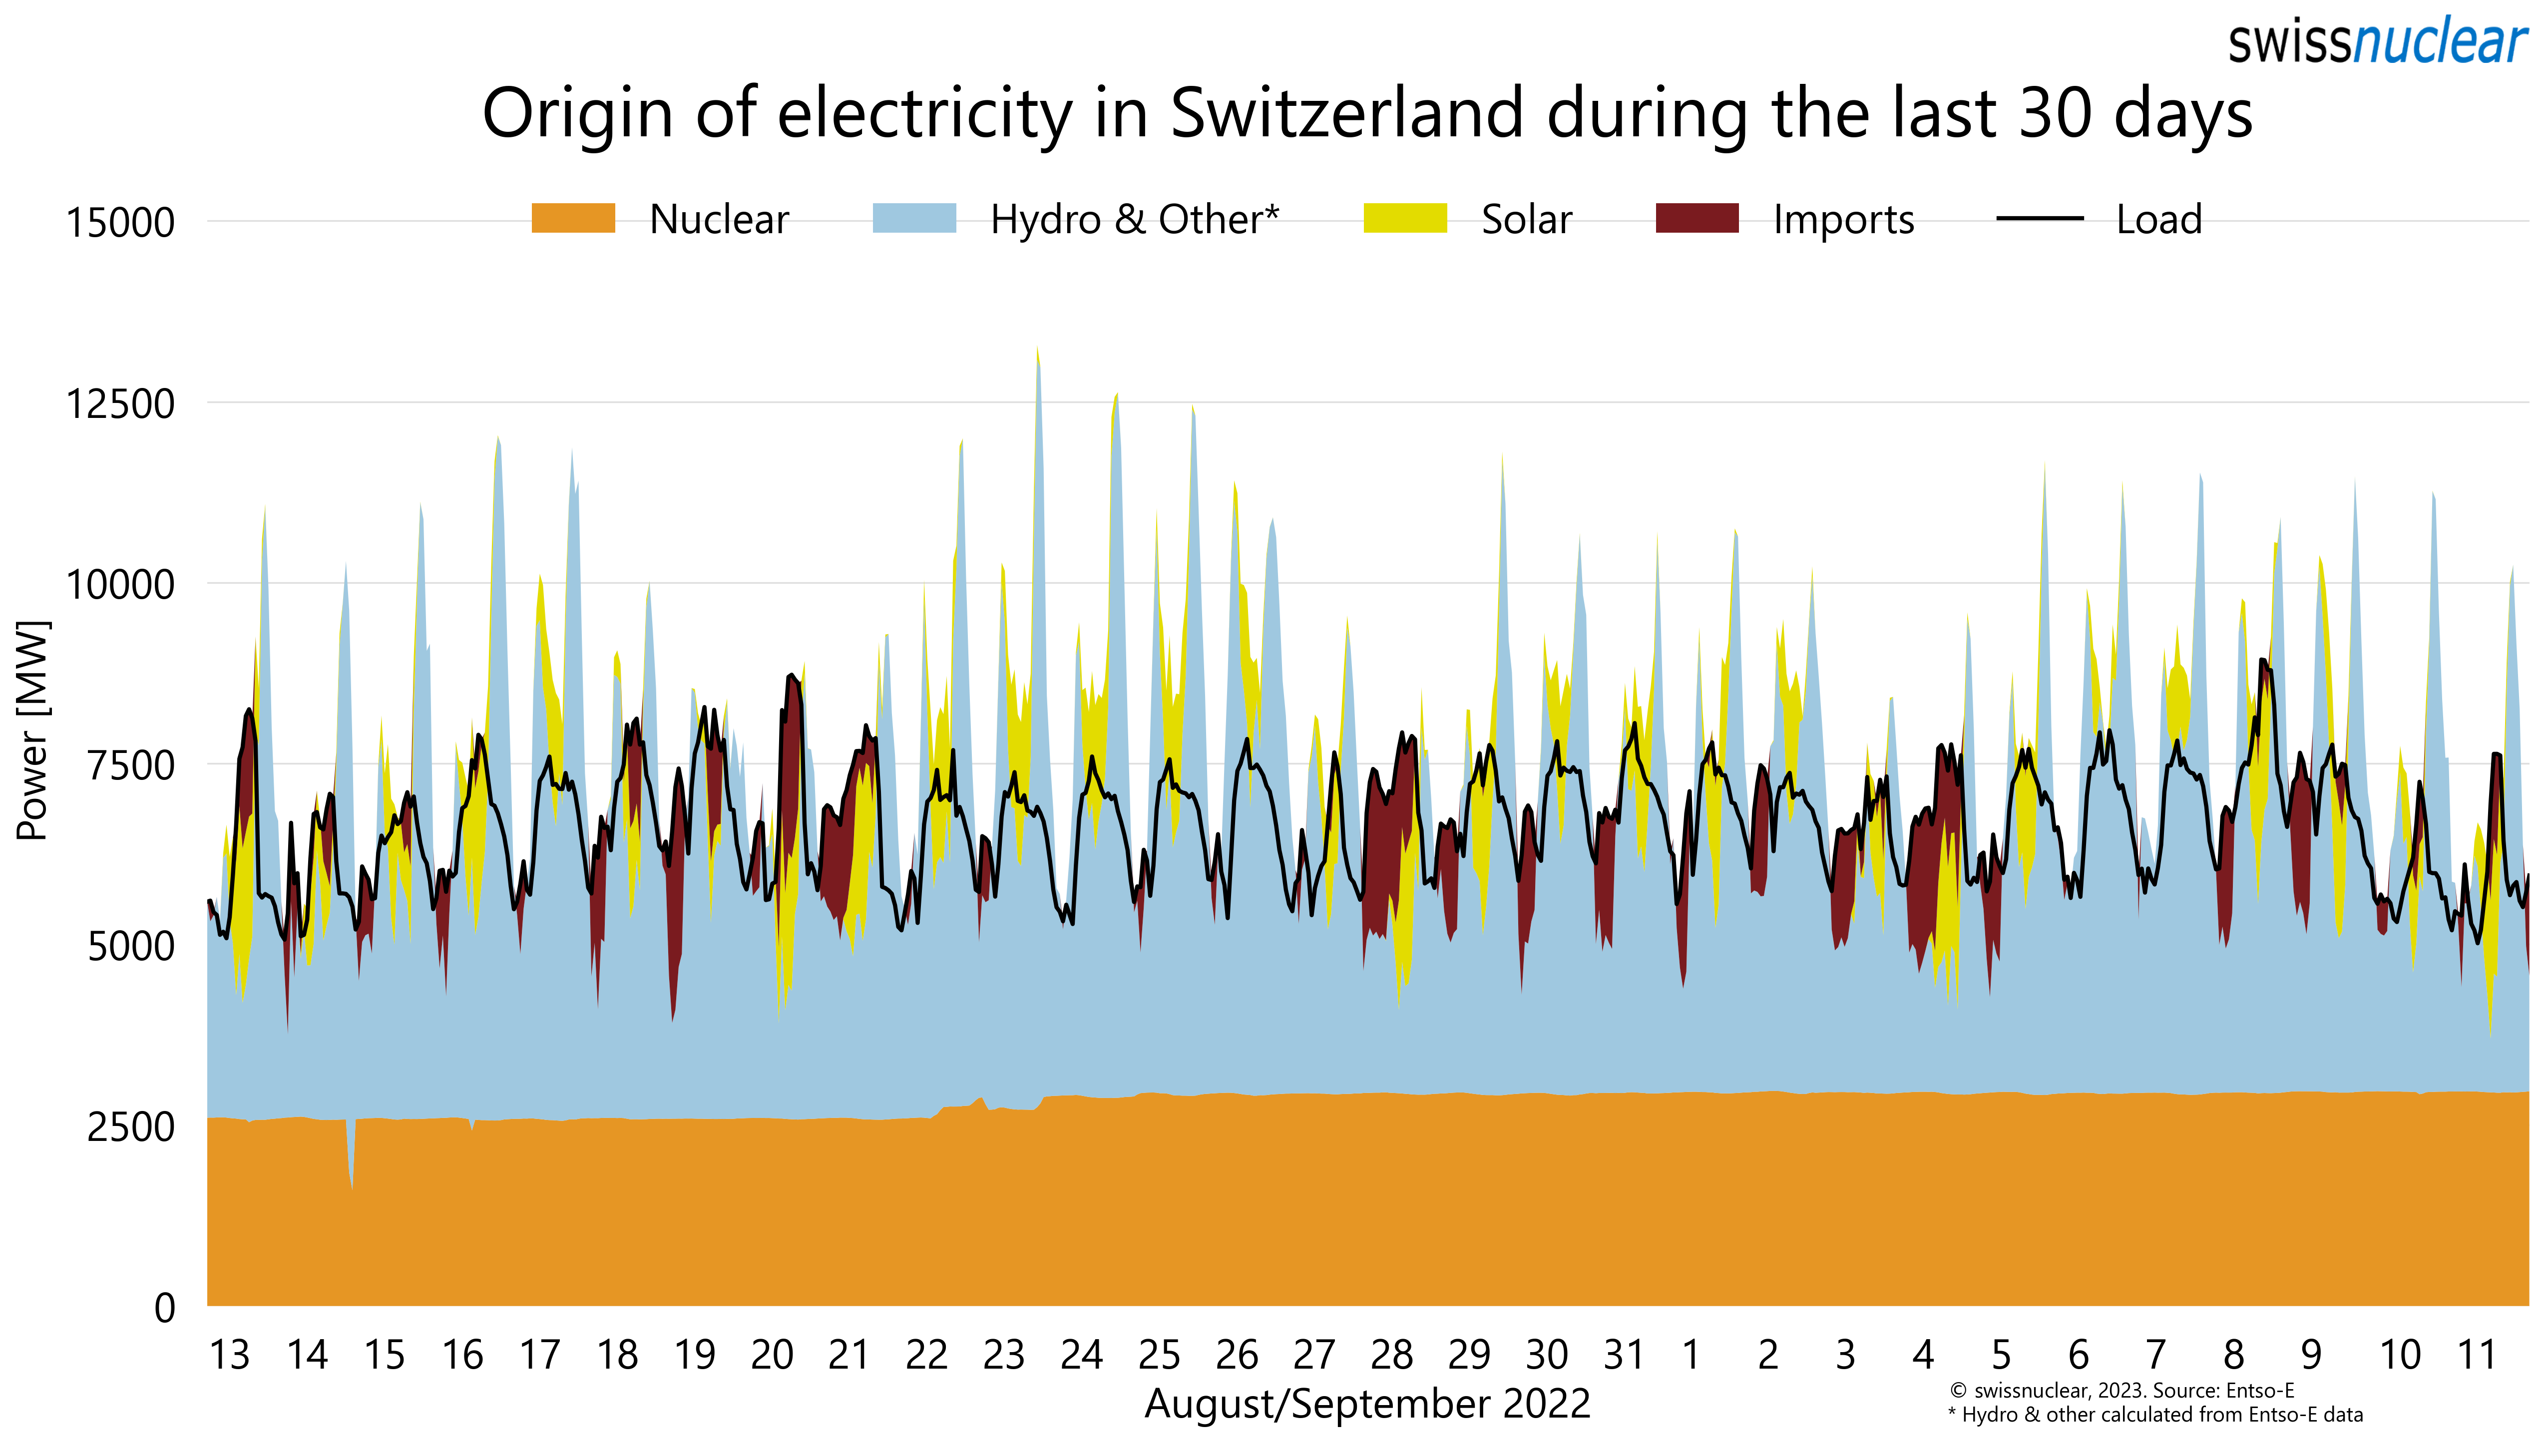 swissnuclear
Origin of electricity in Switzerland during the last 30 days
Nuclear Hydro & Other* Solar Imports Load
15000
12500
10000
7500
5000
2500
0
Power [MW]
13 14 15 16 17 18 19 20 21 22 23 24 25 26 27 28 29 30 31 1 2 3 4 5 6 7 8 9 10 11
August/September 2022
© swissnuclear, 2023. Source: Entso-E
* Hydro & other calculated from Entso-E data